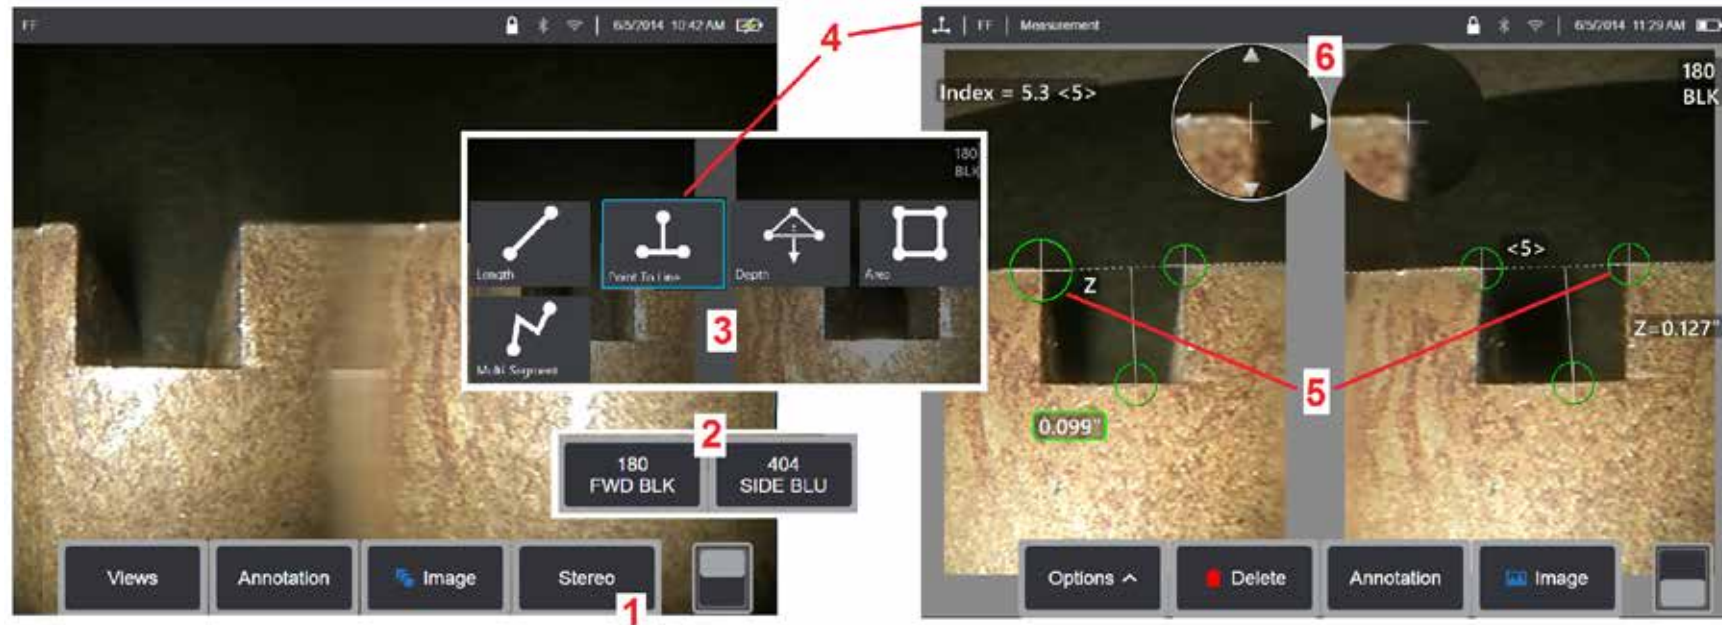 FF
6/5/2014 10:42 AM
4
FF
Measurement
6/5/2014 11:29 AM
6
180
BLK
Index = 5.3 <5>
180
BLK
Length
Point To Line
Depth
Area
3
Multi-Segment
<5>
Z
Z=0.127"
5
0.099"
2
180
FWD BLK
404
SIDE BLU
Views
Annotation
Image
Stereo
1
Options
Delete
Annotation
Image